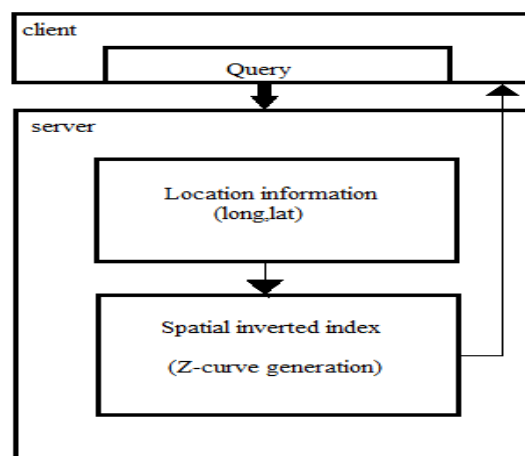 client
Query
server
Location information
(long,lat)
Spatial inverted index
(Z-curve generation)